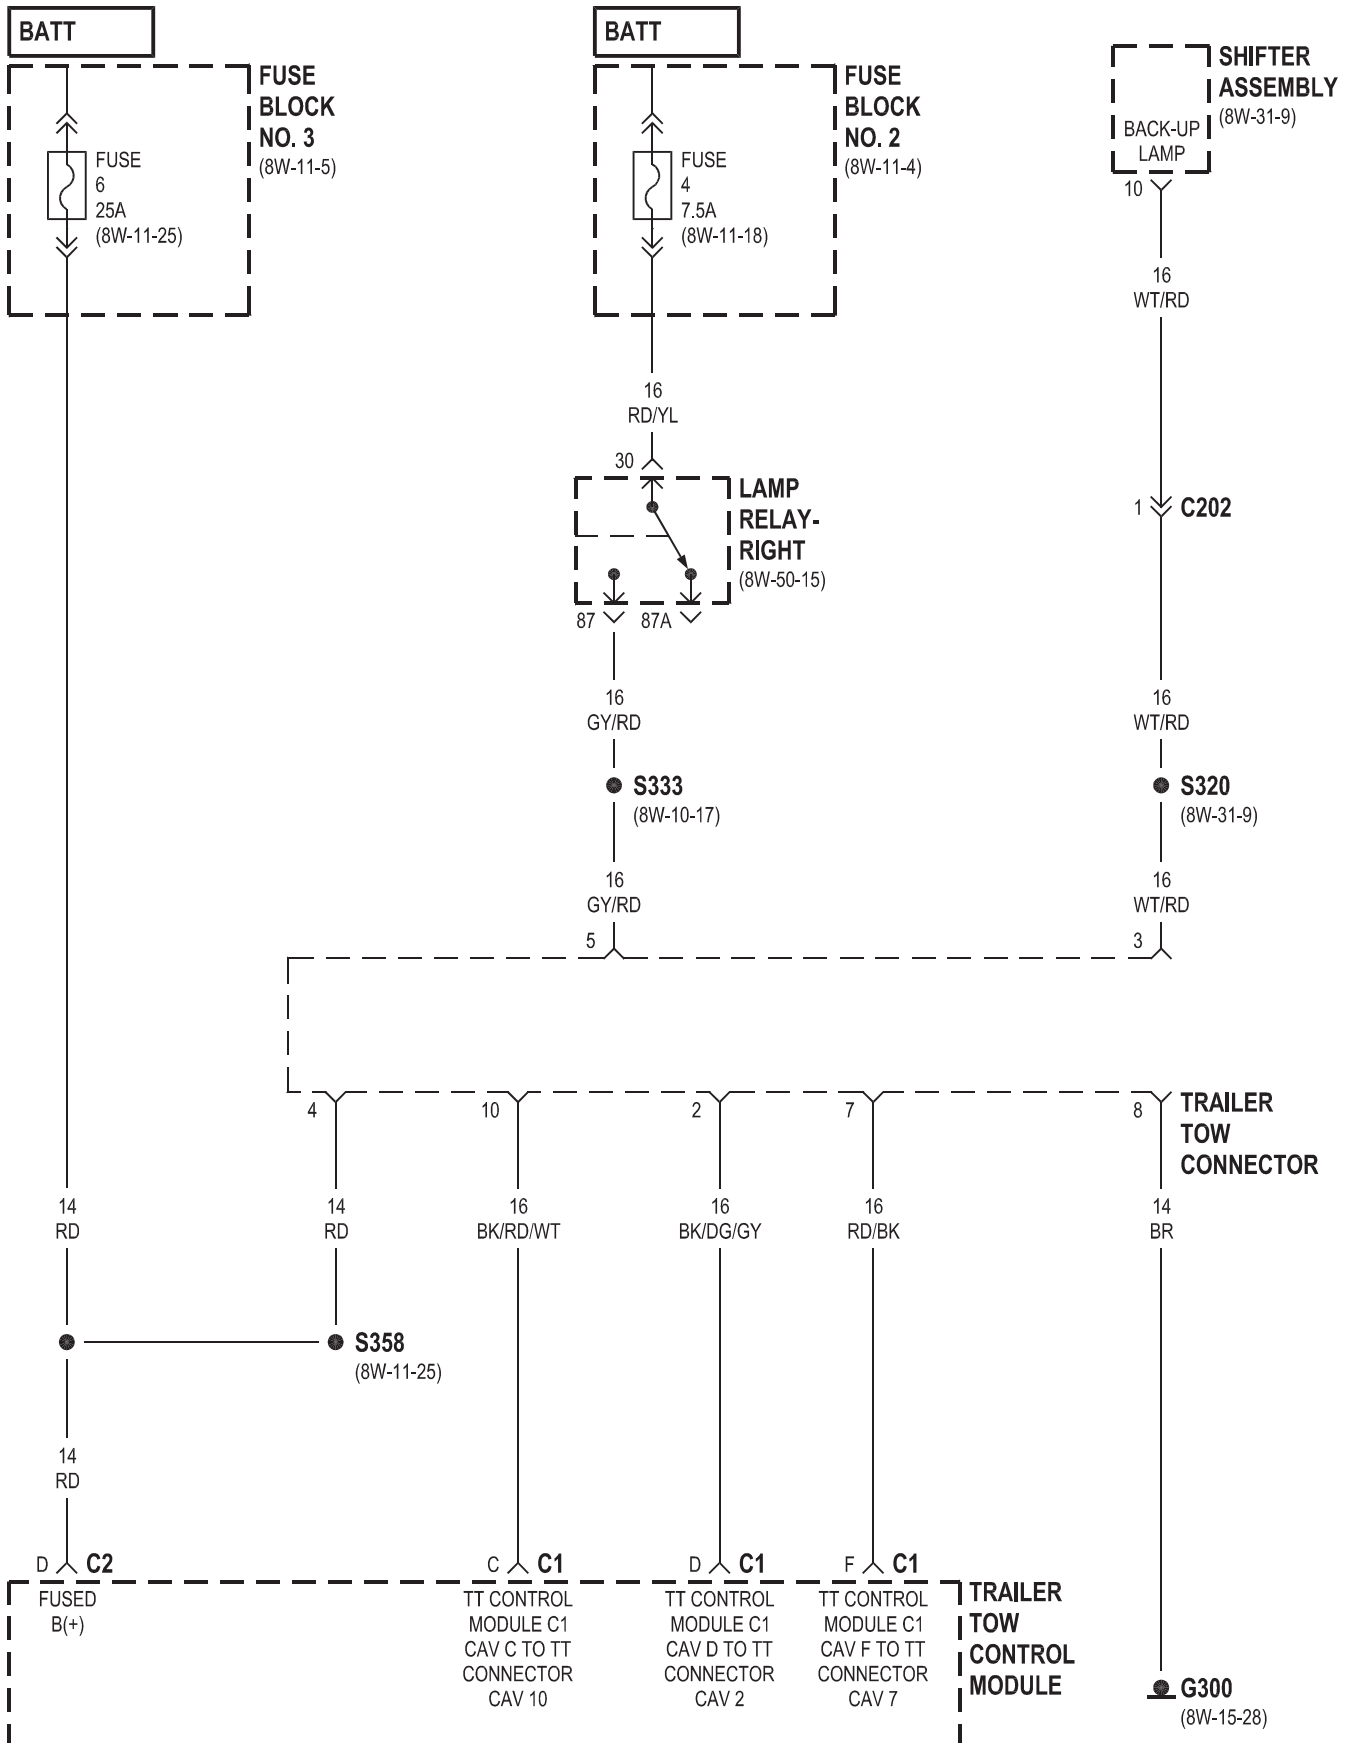 BATT
FUSE
BLOCK
NO. 3
(8W-11-5)
FUSE
6
25A
(8W-11-25)
BATT
FUSE
BLOCK
NO. 2
(8W-11-4)
FUSE
4
7.5A
(8W-11-18)
SHIFTER
ASSEMBLY
(8W-31-9)
BACK-UP
LAMP
10
16
WT/RD
16
RD/YL
30
LAMP
RELAY-
RIGHT
(8W-50-15)
87
87A
1
C202
16
GY/RD
16
WT/RD
S333
(8W-10-17)
S320
(8W-31-9)
16
GY/RD
16
WT/RD
5
3
4
10
2
7
8
TRAILER
TOW
CONNECTOR
14
RD
14
RD
16
BK/RD/WT
16
BK/DG/GY
16
RD/BK
14
BR
S358
(8W-11-25)
14
RD
D
C2
C
C1
D
C1
F
C1
FUSED
B(+)
TT CONTROL
MODULE C1
CAV C TO TT
CONNECTOR
CAV 10
TT CONTROL
MODULE C1
CAV D TO TT
CONNECTOR
CAV 2
TT CONTROL
MODULE C1
CAV F TO TT
CONNECTOR
CAV 7
TRAILER
TOW
CONTROL
MODULE
G300
(8W-15-28)